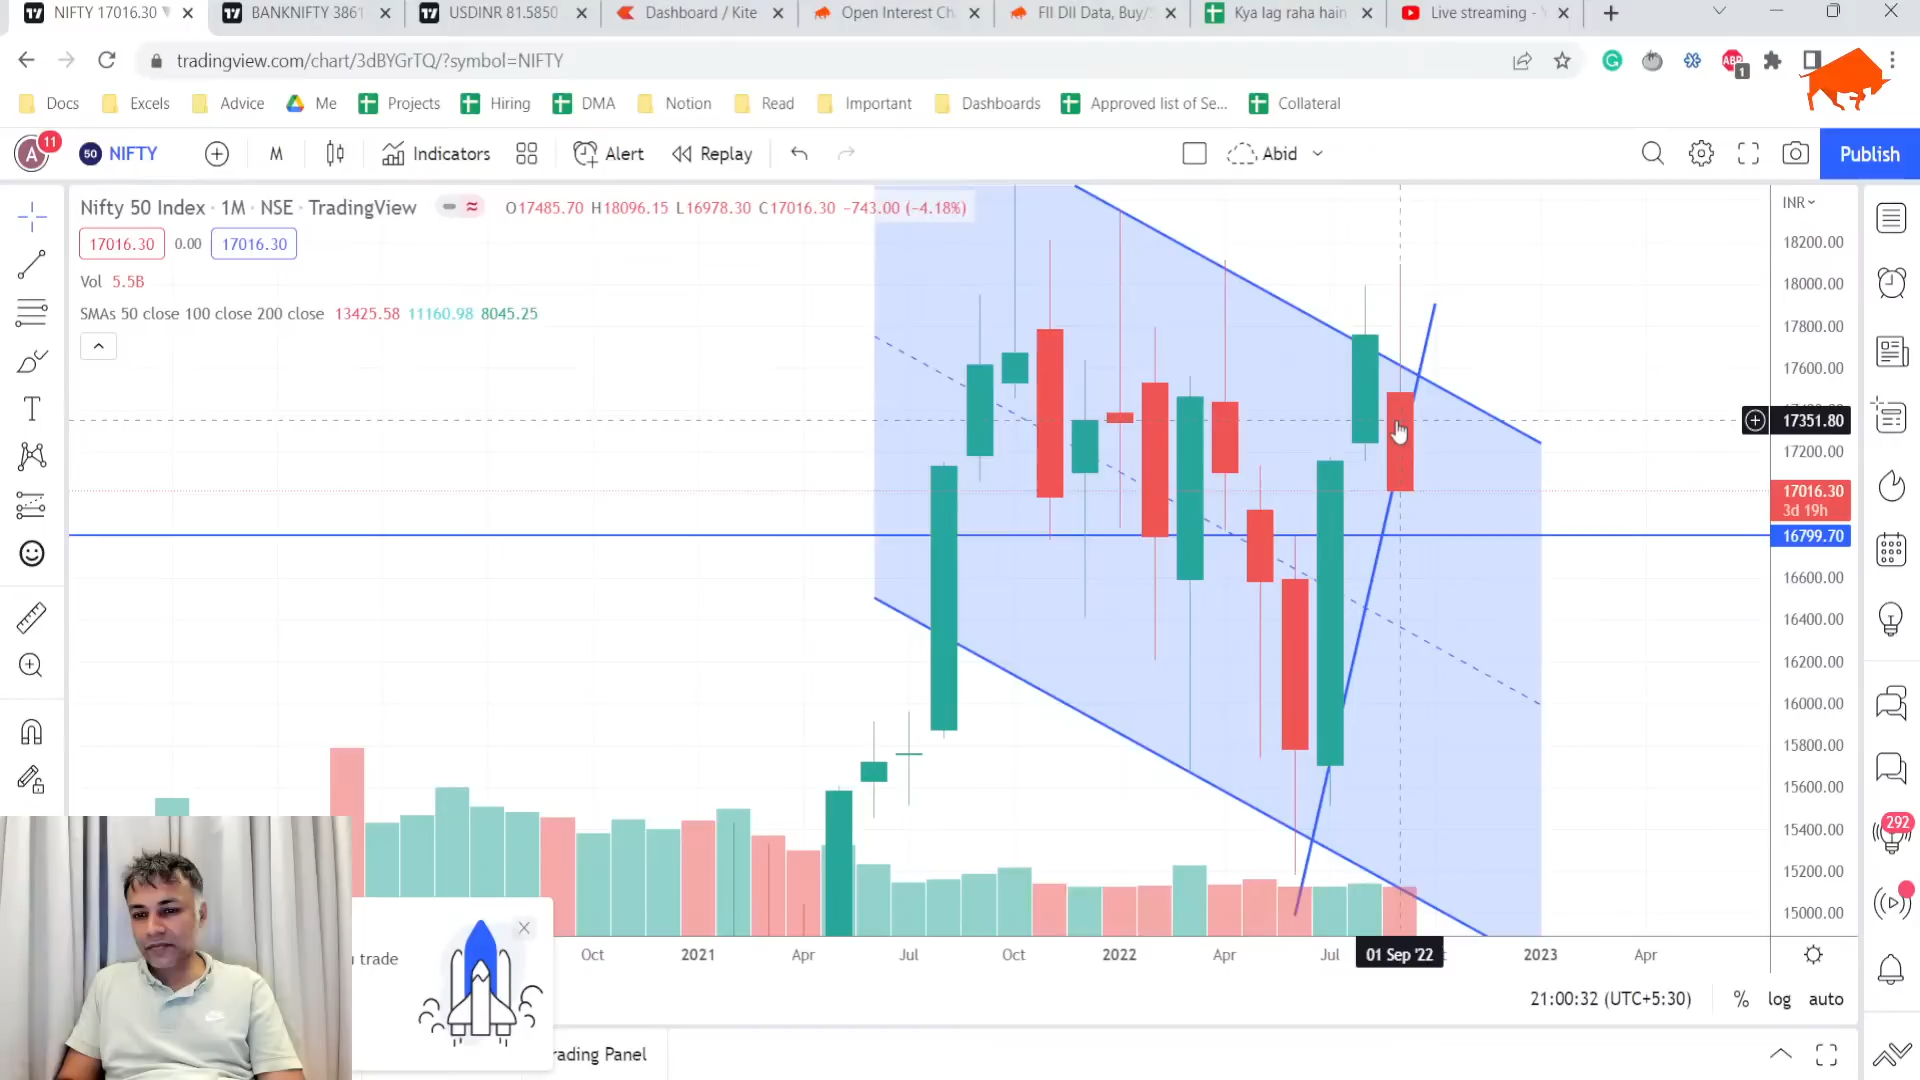 NIFTY 17016.30
BANKNIFTY 3861
USDINR 81.5850
Dashboard / Kite
Open Interest Ch
FII DII Data, Buy/
Kya lag raha hain
Live streaming -
tradingview.com/chart/3dBYGrTQ/?symbol=NIFTY
ABP
1
Docs
Excels
Advice
Me
Projects
Hiring
DMA
Notion
Read
Important
Dashboards
Approved list of Se...
Collateral
A
11
50
NIFTY
M
Indicators
Alert
Replay
Abid
Publish
Nifty 50 Index · 1M · NSE · TradingView
O17485.70 H18096.15 L16978.30 C17016.30 −743.00 (−4.18%)
INR
17016.30
0.00
17016.30
Vol 5.5B
SMAs 50 close 100 close 200 close 13425.58 11160.98 8045.25
18200.00
18000.00
17800.00
17600.00
17351.80
17200.00
17016.30
3d 19h
16799.70
16600.00
16400.00
16200.00
16000.00
15800.00
15600.00
15400.00
15200.00
15000.00
292
Oct
2021
Apr
Jul
Oct
2022
Apr
Jul
01 Sep '22
2023
Apr
trade
21:00:32 (UTC+5:30)
%
log
auto
rading Panel